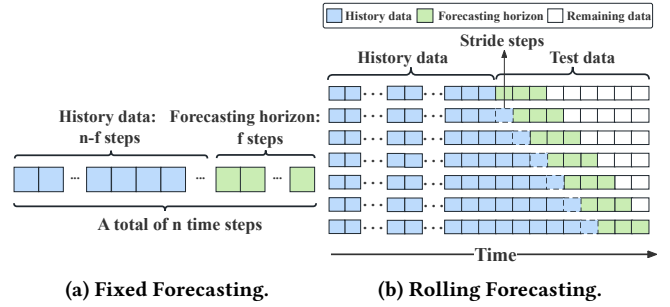 History data
Forecasting horizon
Remaining data
Stride steps
History data
Test data
History data:
n-f steps
Forecasting horizon:
f steps
...
...
...
A total of n time steps
Time
(a) Fixed Forecasting.
(b) Rolling Forecasting.